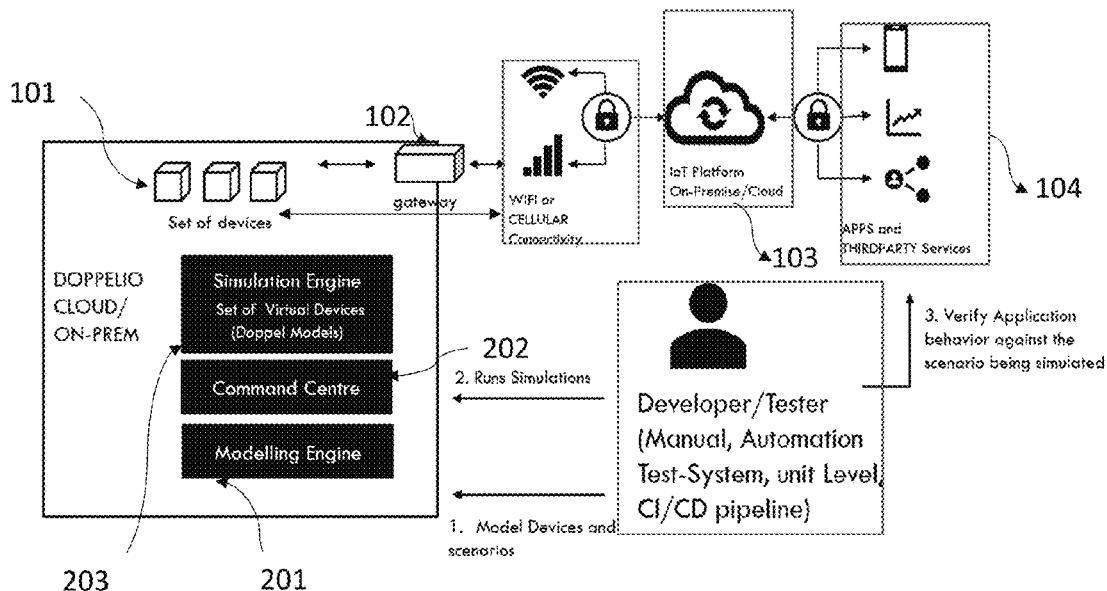 101
102
Set of devices
gateway
WIFI or
CELLULAR
Connectivity
IoT Platform
On-Premise/Cloud
103
APPS and
THIRDPARTY Services
104
DOPPELIO
CLOUD/
ON-PREM
Simulation Engine
Set of Virtual Devices
(Doppel Models)
Command Centre
Modelling Engine
202
203
201
2. Runs Simulations
1. Model Devices and
scenarios
Developer/Tester
(Manual, Automation
Test-System, unit Level,
CI/CD pipeline)
3. Verify Application
behavior against the
scenario being simulated